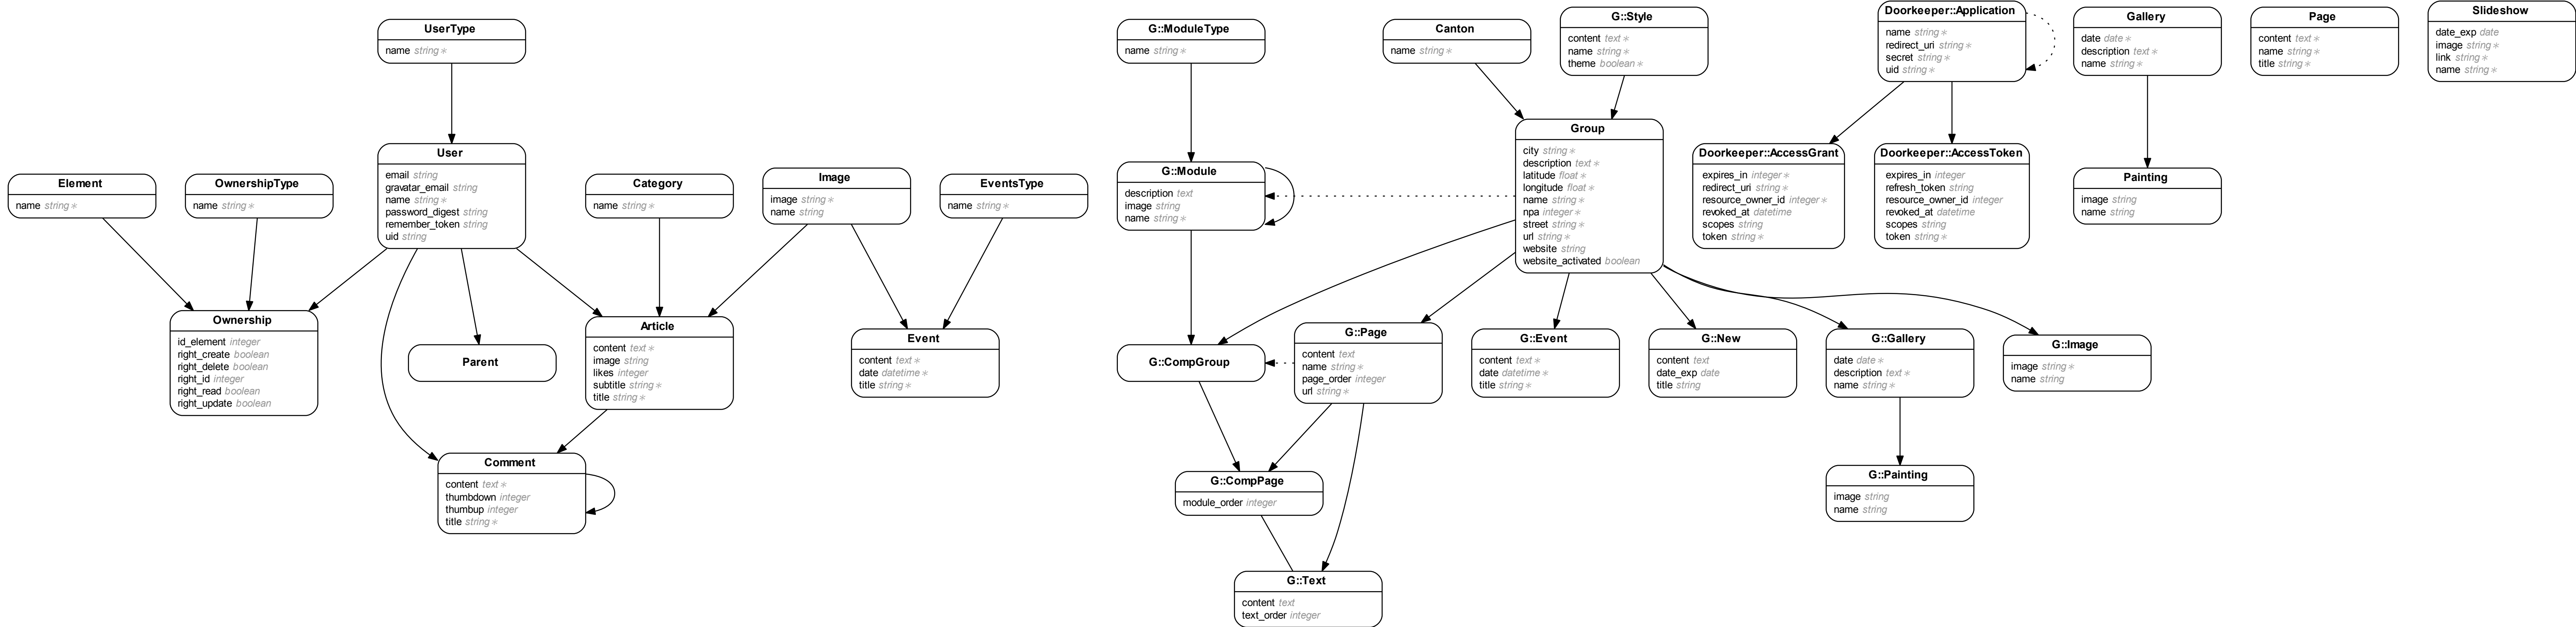 UserType
name string∗
G::ModuleType
name string∗
Canton
name string∗
G::Style
content text∗
name string∗
theme boolean∗
Doorkeeper::Application
name string∗
redirect_uri string∗
secret string∗
uid string∗
Gallery
date date∗
description text∗
name string∗
Page
content text∗
name string∗
title string∗
Slideshow
date_exp date
image string∗
link string∗
name string∗
Element
name string∗
OwnershipType
name string∗
User
email string
gravatar_email string
name string∗
password_digest string
remember_token string
uid string
Category
name string∗
Image
image string∗
name string
EventsType
name string∗
G::Module
description text
image string
name string∗
Group
city string∗
description text∗
latitude float∗
longitude float∗
name string∗
npa integer∗
street string∗
url string∗
website string
website_activated boolean
Doorkeeper::AccessGrant
expires_in integer∗
redirect_uri string∗
resource_owner_id integer∗
revoked_at datetime
scopes string
token string∗
Doorkeeper::AccessToken
expires_in integer
refresh_token string
resource_owner_id integer
revoked_at datetime
scopes string
token string∗
Painting
image string
name string
Ownership
id_element integer
right_create boolean
right_delete boolean
right_id integer
right_read boolean
right_update boolean
Parent
Article
content text∗
image string
likes integer
subtitle string∗
title string∗
Event
content text∗
date datetime∗
title string∗
G::CompGroup
G::Page
content text
name string∗
page_order integer
url string∗
G::Event
content text∗
date datetime∗
title string∗
G::New
content text
date_exp date
title string
G::Gallery
date date∗
description text∗
name string∗
G::Image
image string∗
name string
Comment
content text∗
thumbdown integer
thumbup integer
title string∗
G::CompPage
module_order integer
G::Painting
image string
name string
G::Text
content text
text_order integer